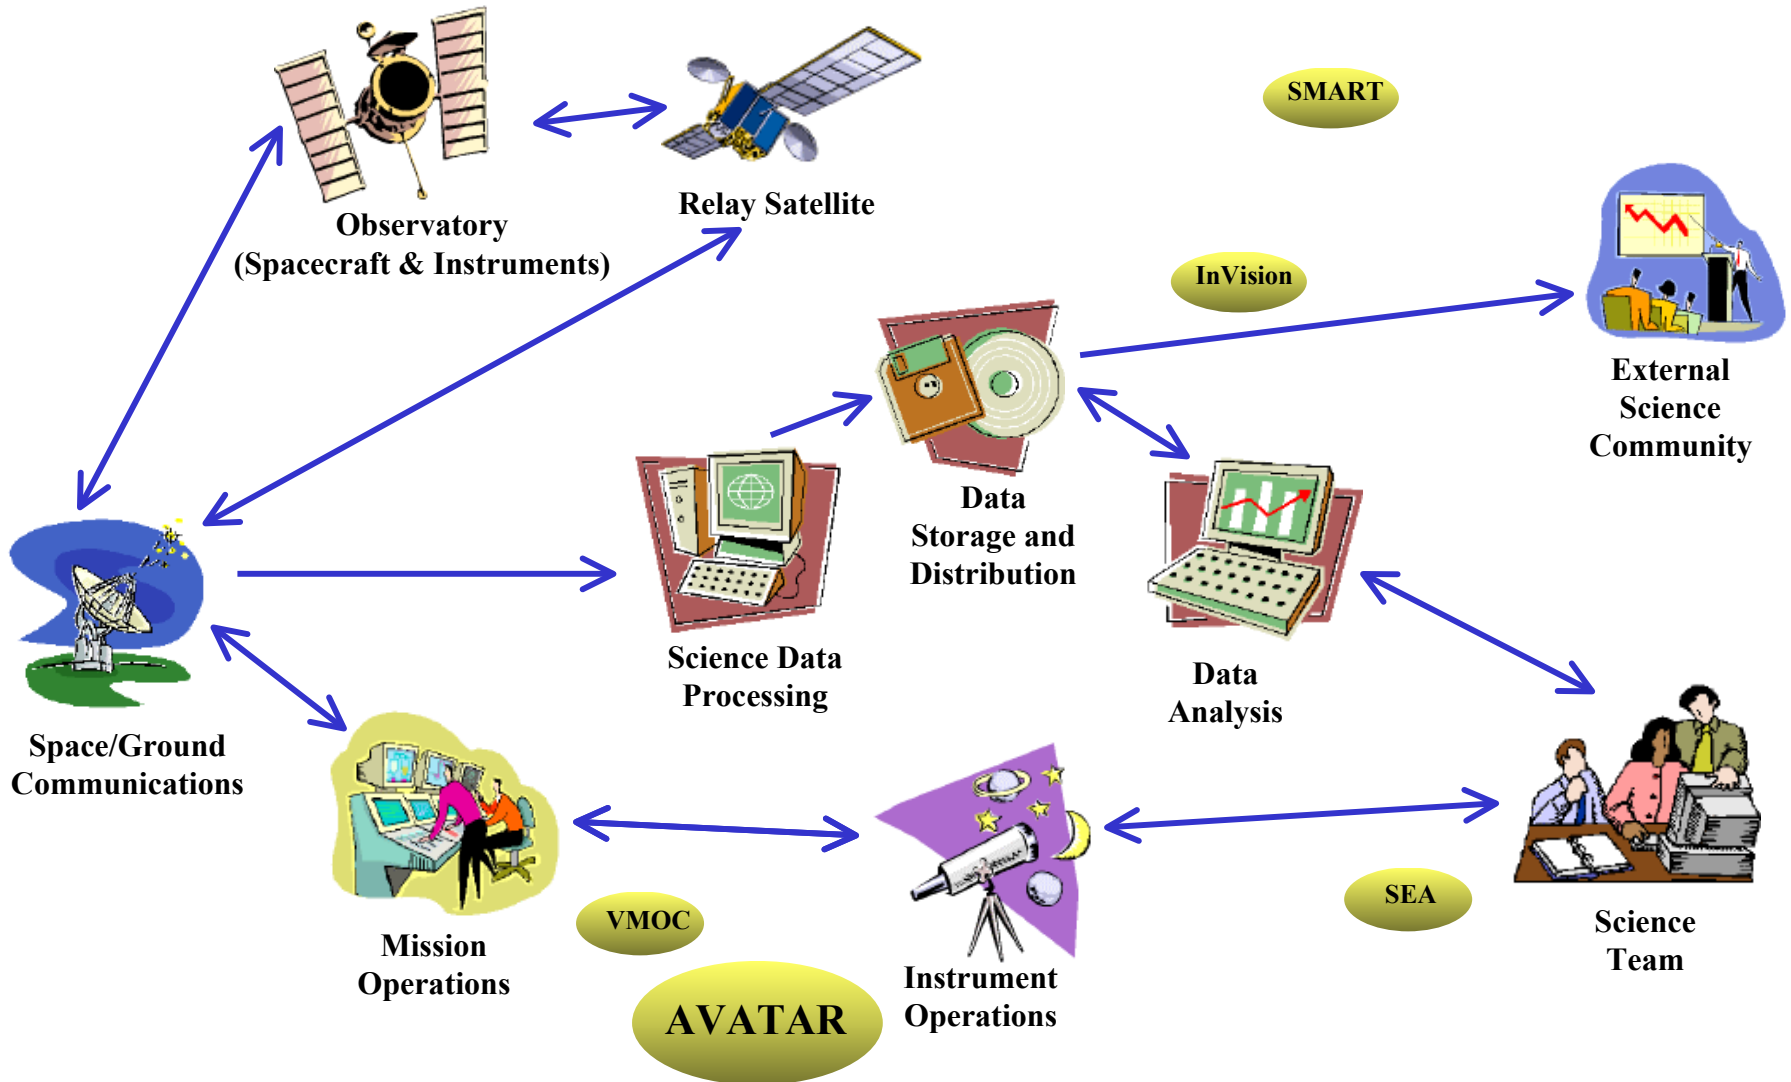 SMART
Observatory
(Spacecraft & Instruments)
Relay Satellite
InVision
External
Science
Community
Data
Storage and
Distribution
Science Data
Processing
Data
Analysis
Space/Ground
Communications
Mission
Operations
VMOC
AVATAR
Instrument
Operations
SEA
Science
Team